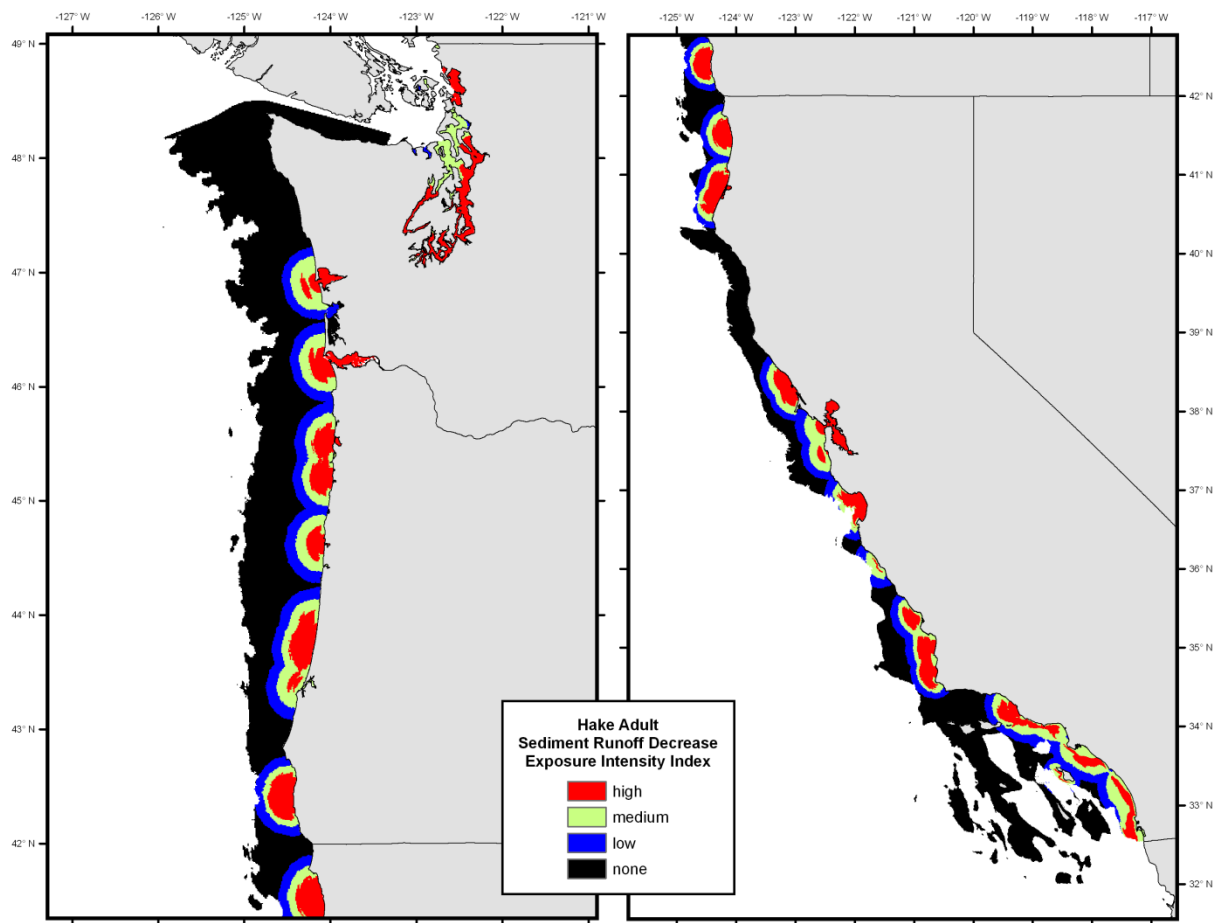 -127°W -126°W -125°W -124°W -123°W -122°W -121°W
-125°W -124°W -123°W -122°W -121°W -120°W -119°W -118°W -117°W
49° N
48° N
47° N
46° N
45° N
44° N
43° N
42° N
42° N
41° N
40° N
39° N
38° N
37° N
36° N
35° N
34° N
33° N
32° N
Hake Adult
Sediment Runoff Decrease
Exposure Intensity Index
high
medium
low
none